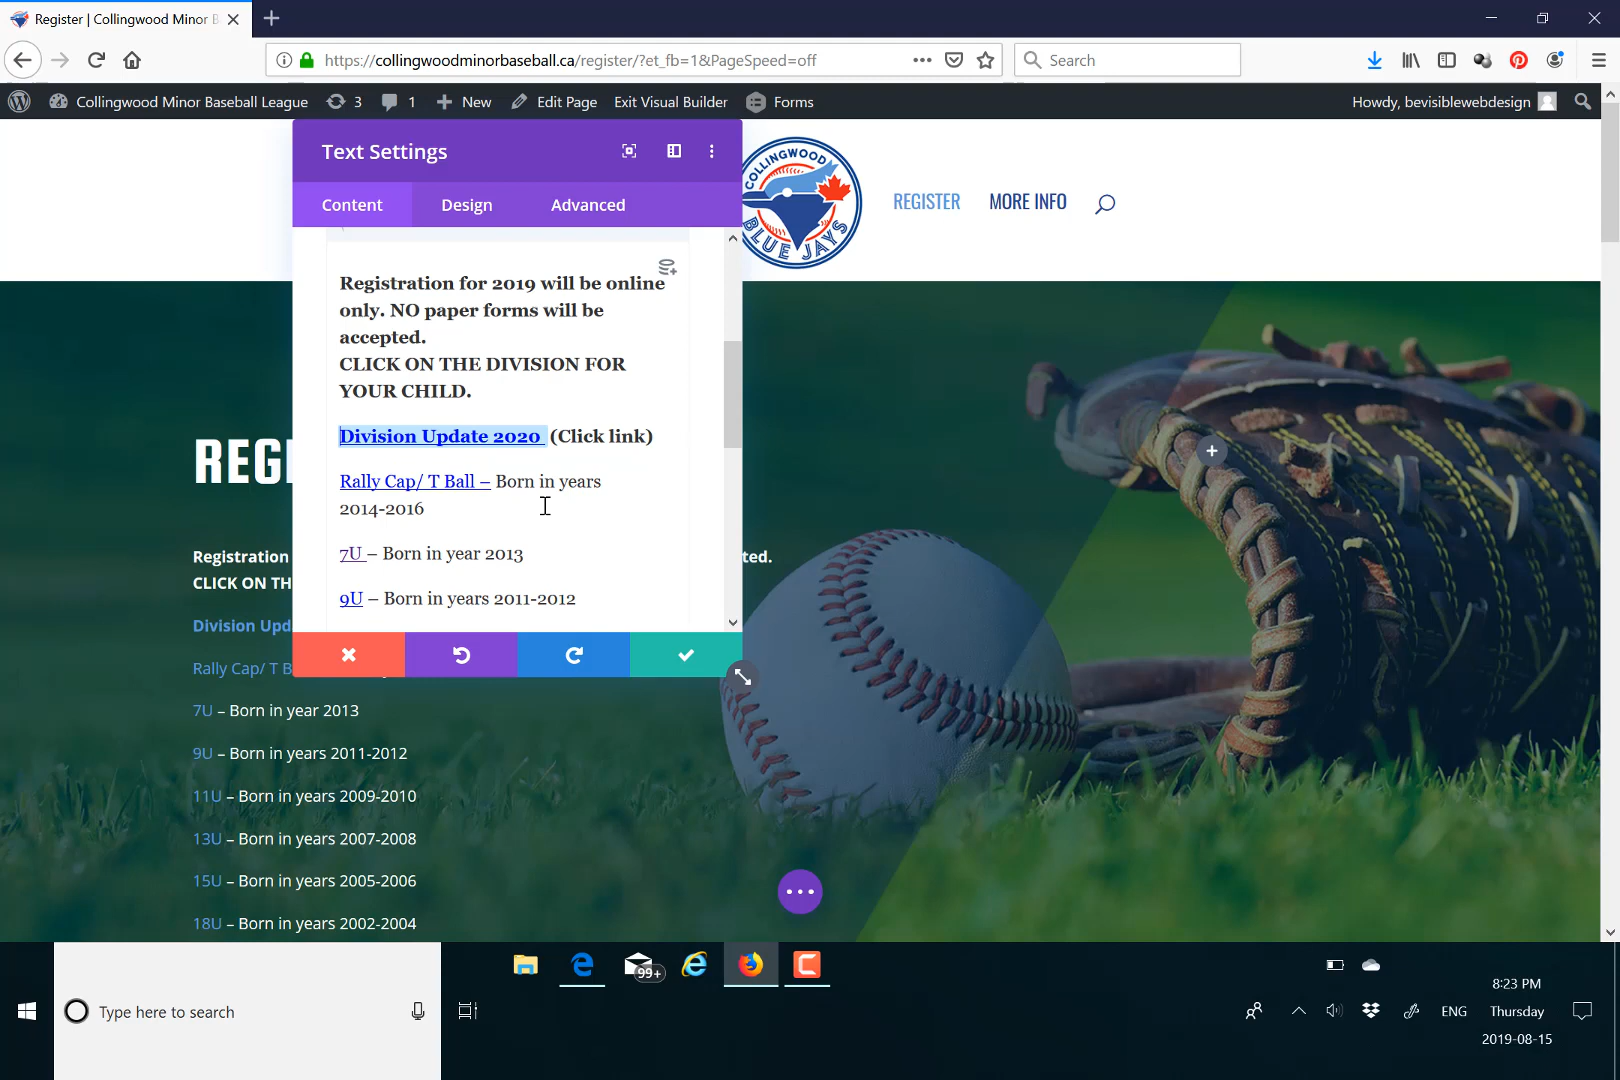 Register | Collingwood Minor B
https://collingwoodminorbaseball.ca/register/?et_fb=1&PageSpeed=off
Search
Collingwood Minor Baseball League
3
1
New
Edit Page
Exit Visual Builder
Forms
Howdy, bevisiblewebdesign
Text Settings
Content
Design
Advanced
COLLINGWOOD
BLUE JAYS
REGISTER
MORE INFO
Registration for 2019 will be online
only. NO paper forms will be
accepted.
CLICK ON THE DIVISION FOR
YOUR CHILD.
Division Update 2020 (Click link)
Rally Cap/ T Ball – Born in years
2014-2016
7U – Born in year 2013
9U – Born in years 2011-2012
REG
Registration
ted.
CLICK ON TH
Division Upd
Rally Cap/ T B
7U – Born in year 2013
9U – Born in years 2011-2012
11U – Born in years 2009-2010
13U – Born in years 2007-2008
15U – Born in years 2005-2006
18U – Born in years 2002-2004
99+
Type here to search
ENG
8:23 PM
Thursday
2019-08-15